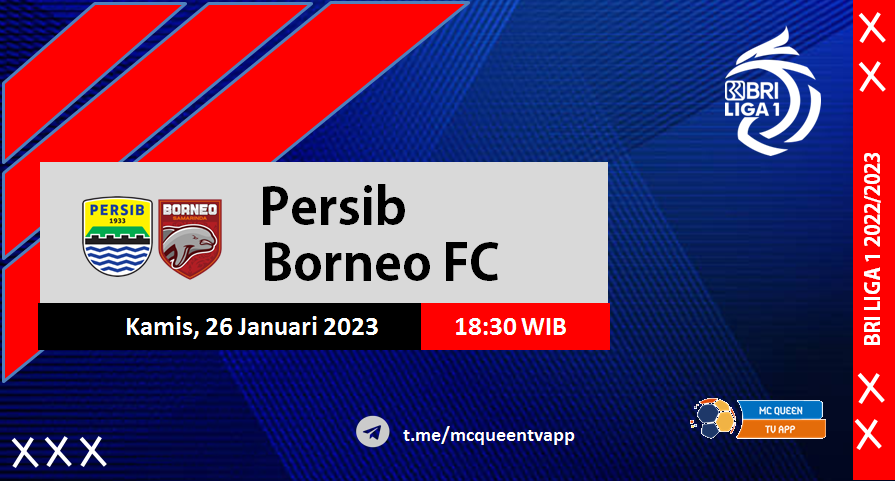 BRI
LIGA 1
PERSIB
1933
BORNEO
SAMARINDA
Persib
Borneo FC
Kamis, 26 Januari 2023
18:30 WIB
BRI LIGA 1 2022/2023
t.me/mcqueentvapp
MC QUEEN
TV APP
XXX